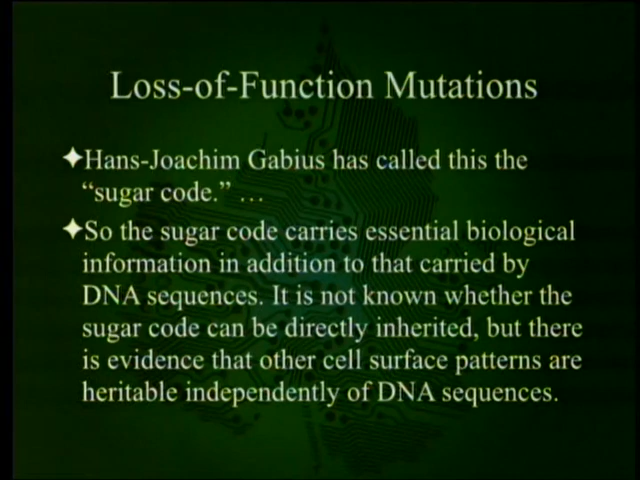 Loss-of-Function Mutations
Hans-Joachim Gabius has called this the
“sugar code.” …
So the sugar code carries essential biological
information in addition to that carried by
DNA sequences. It is not known whether the
sugar code can be directly inherited, but there
is evidence that other cell surface patterns are
heritable independently of DNA sequences.